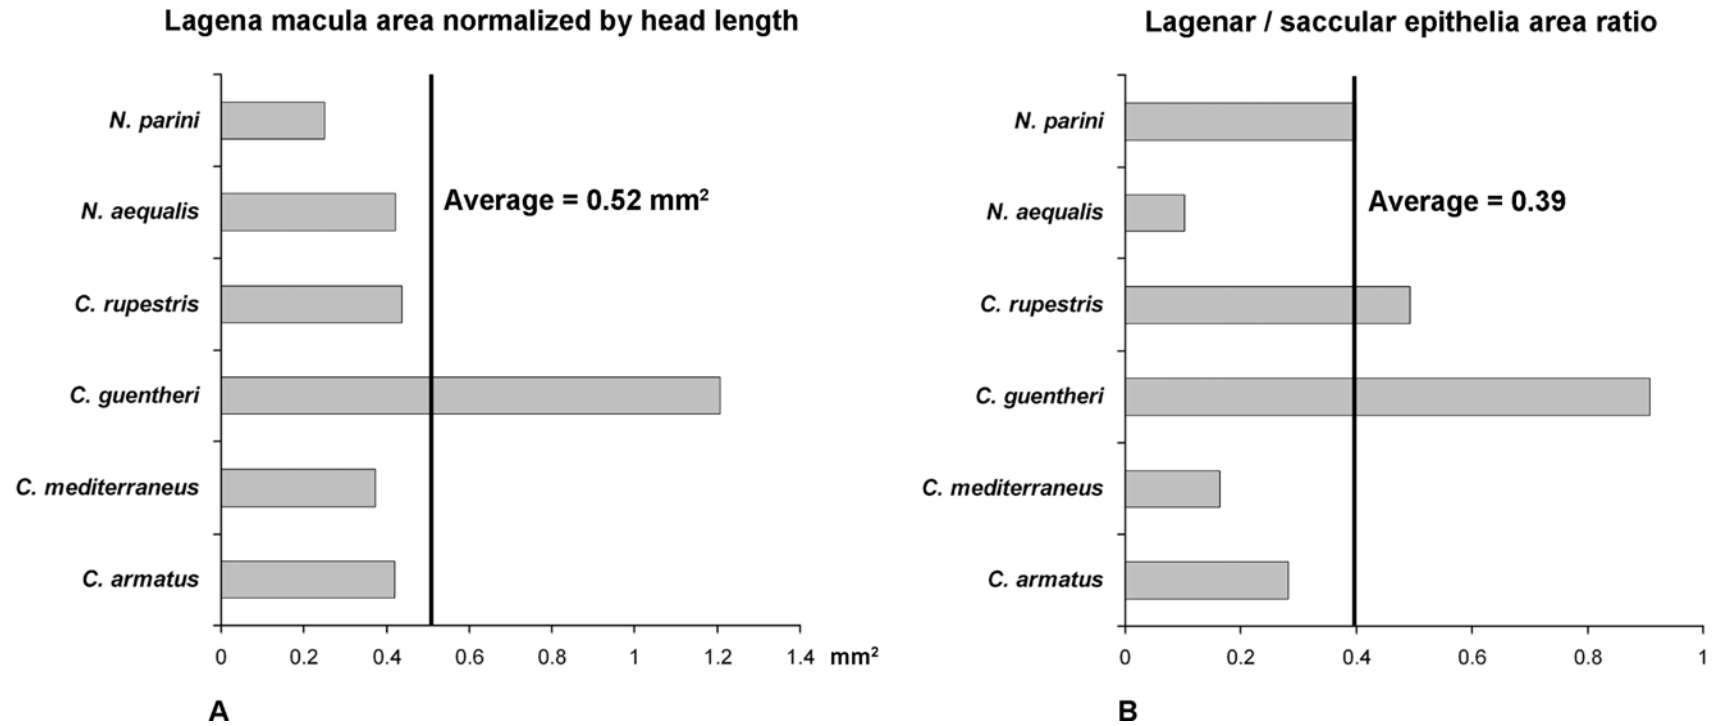 Lagena macula area normalized by head length
N. parini
N. aequalis
C. rupestris
C. guentheri
C. mediterraneus
C. armatus
Average = 0.52 mm²
0 0.2 0.4 0.6 0.8 1 1.2 1.4 mm²
A
Lagenar / saccular epithelia area ratio
N. parini
N. aequalis
C. rupestris
C. guentheri
C. mediterraneus
C. armatus
Average = 0.39
0 0.2 0.4 0.6 0.8 1
B